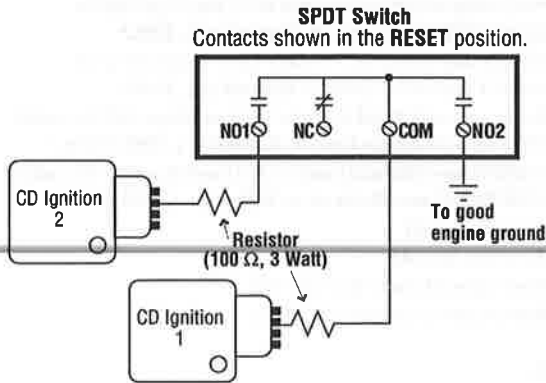 SPDT Switch
Contacts shown in the RESET position.
NO1 NC COM NO2
CD Ignition
2
To good
engine ground
Resistor
(100 Ω, 3 Watt)
CD Ignition
1